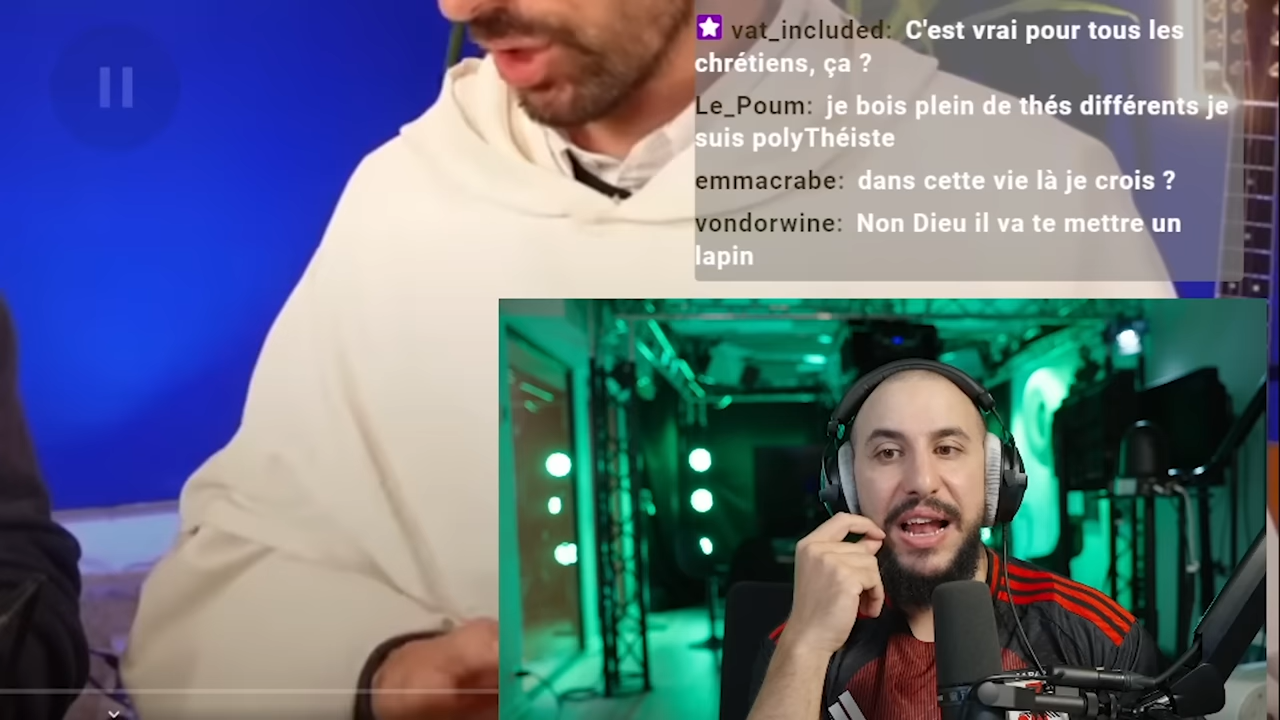 vat_included: C'est vrai pour tous les
chrétiens, ça ?
Le_Poum: je bois plein de thés différents je
suis polyThéiste
emmacrabe: dans cette vie là je crois ?
vondorwine: Non Dieu il va te mettre un
lapin